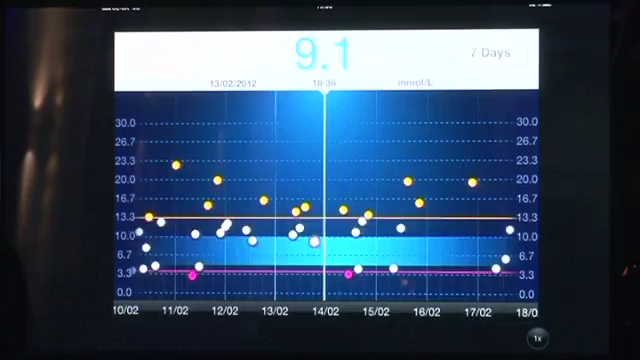 9.1
7 Days
13/02/2012 18:36 mmol/L
30.0 30.0
26.7 26.7
23.3 23.3
20.0 20.0
16.7 16.7
13.3 13.3
10.0 10.0
6.7 6.7
3.3 3.3
0.0 0.0
10/02 11/02 12/02 13/02 14/02 15/02 16/02 17/02 18/0
1x